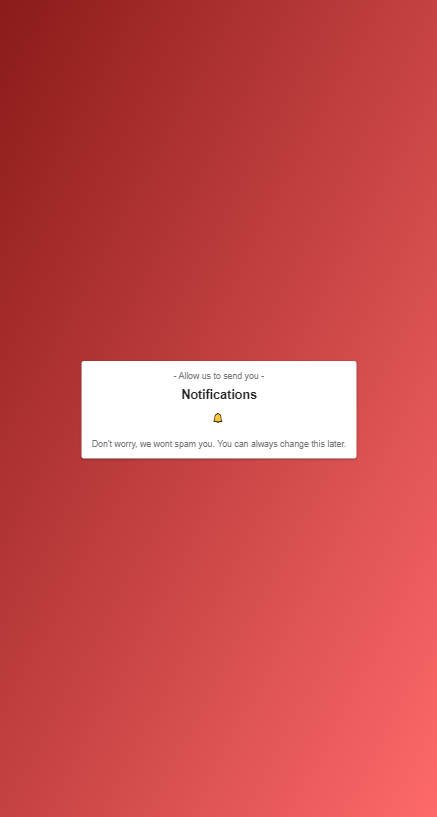 - Allow us to send you -
Notifications
Don't worry, we wont spam you. You can always change this later.